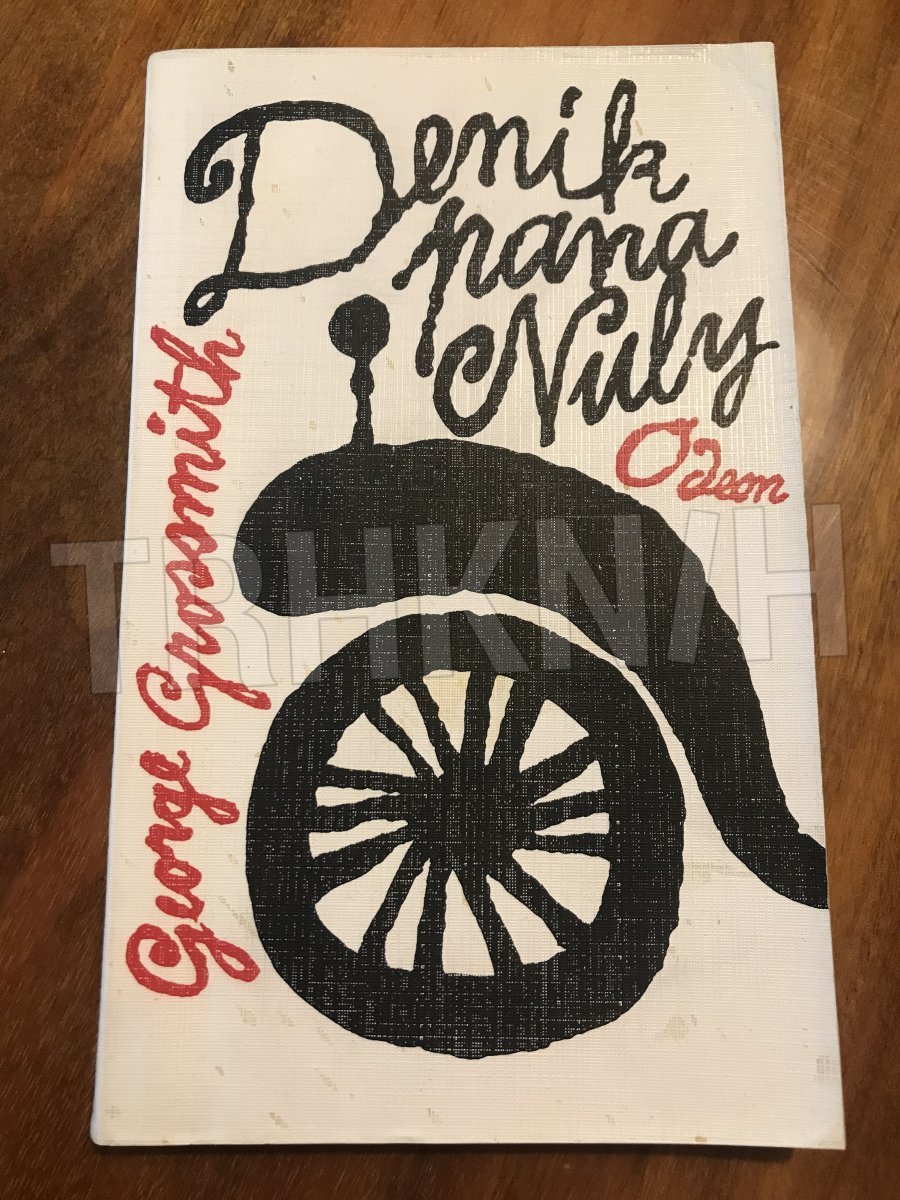 Denik
pana
Nuly
Odeon
George Grossmith
TRHKNIH